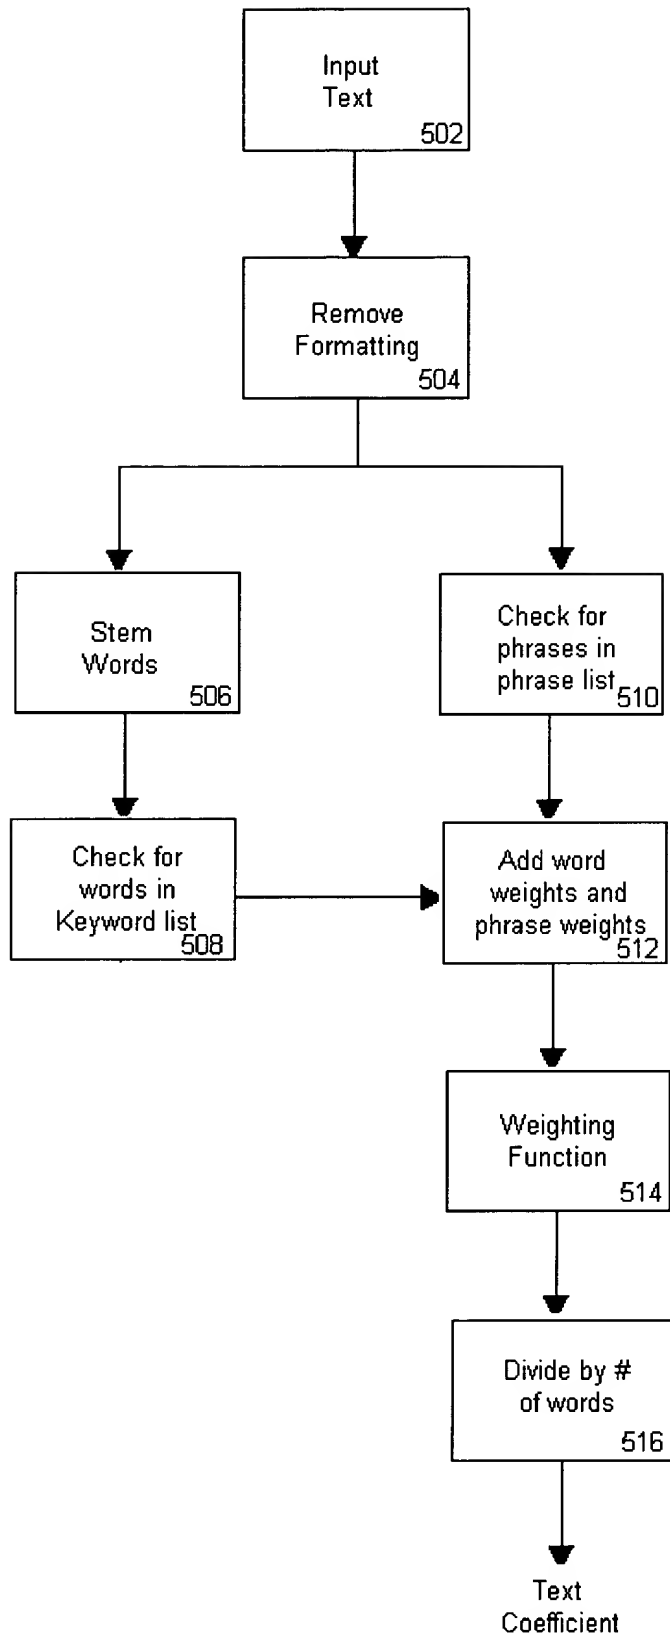 Input
Text
502
Remove
Formatting
504
Stem
Words
506
Check for
phrases in
phrase list
510
Check for
words in
Keyword list
508
Add word
weights and
phrase weights
512
Weighting
Function
514
Divide by #
of words
516
Text
Coefficient